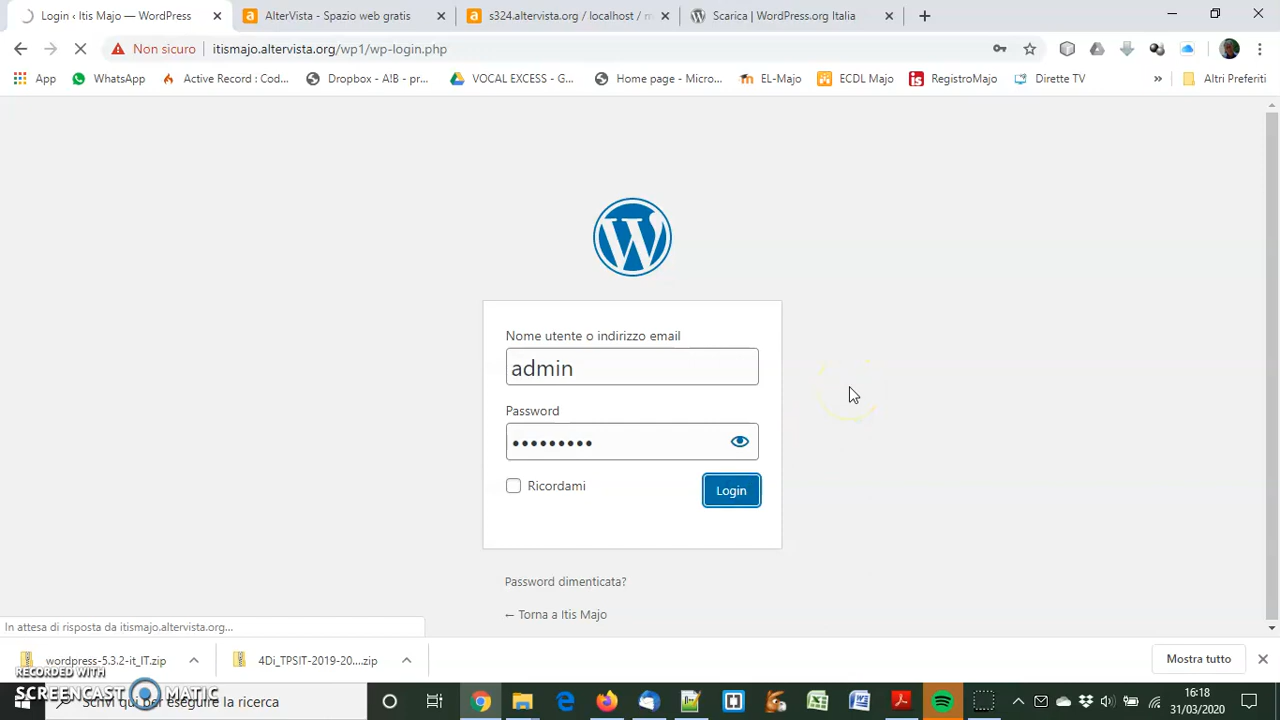 Login ‹ Itis Majo — WordPress
AlterVista - Spazio web gratis
s324.altervista.org / localhost / m
Scarica | WordPress.org Italia
Non sicuro
itismajo.altervista.org/wp1/wp-login.php
App
WhatsApp
Active Record : Cod...
Dropbox - A!B - pr...
VOCAL EXCESS - G...
Home page - Micro...
EL-Majo
ECDL Majo
RegistroMajo
Dirette TV
»
Altri Preferiti
Nome utente o indirizzo email
admin
Password
•••••••••
Ricordami
Login
Password dimenticata?
← Torna a Itis Majo
In attesa di risposta da itismajo.altervista.org...
wordpress-5.3.2-it_IT.zip
4Di_TPSIT-2019-20....zip
Mostra tutto
RECORDED WITH
SCREENCAST MATIC
Scrivi qui per eseguire la ricerca
16:18
31/03/2020